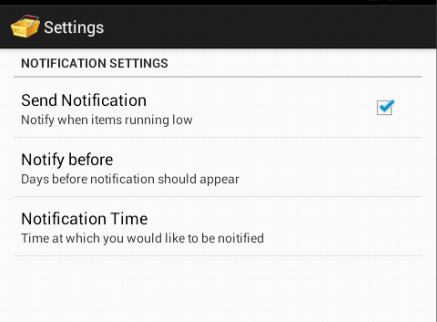 Settings
NOTIFICATION SETTINGS
Send Notification
Notify when items running low
Notify before
Days before notification should appear
Notification Time
Time at which you would like to be noitified